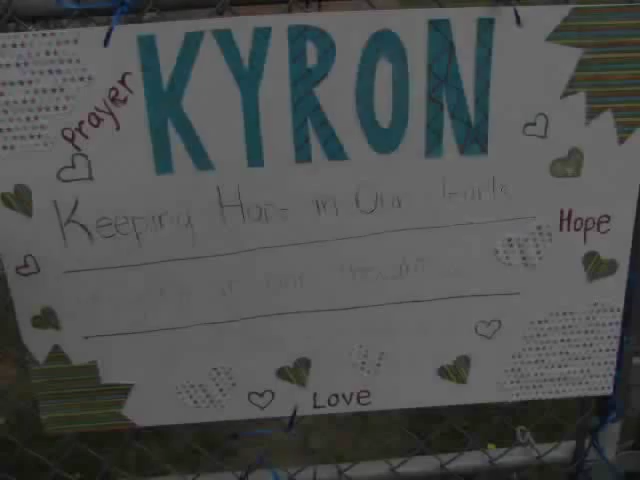 KYRON
Prayer
Keeping Hope in Our Hearts
Hope
Love